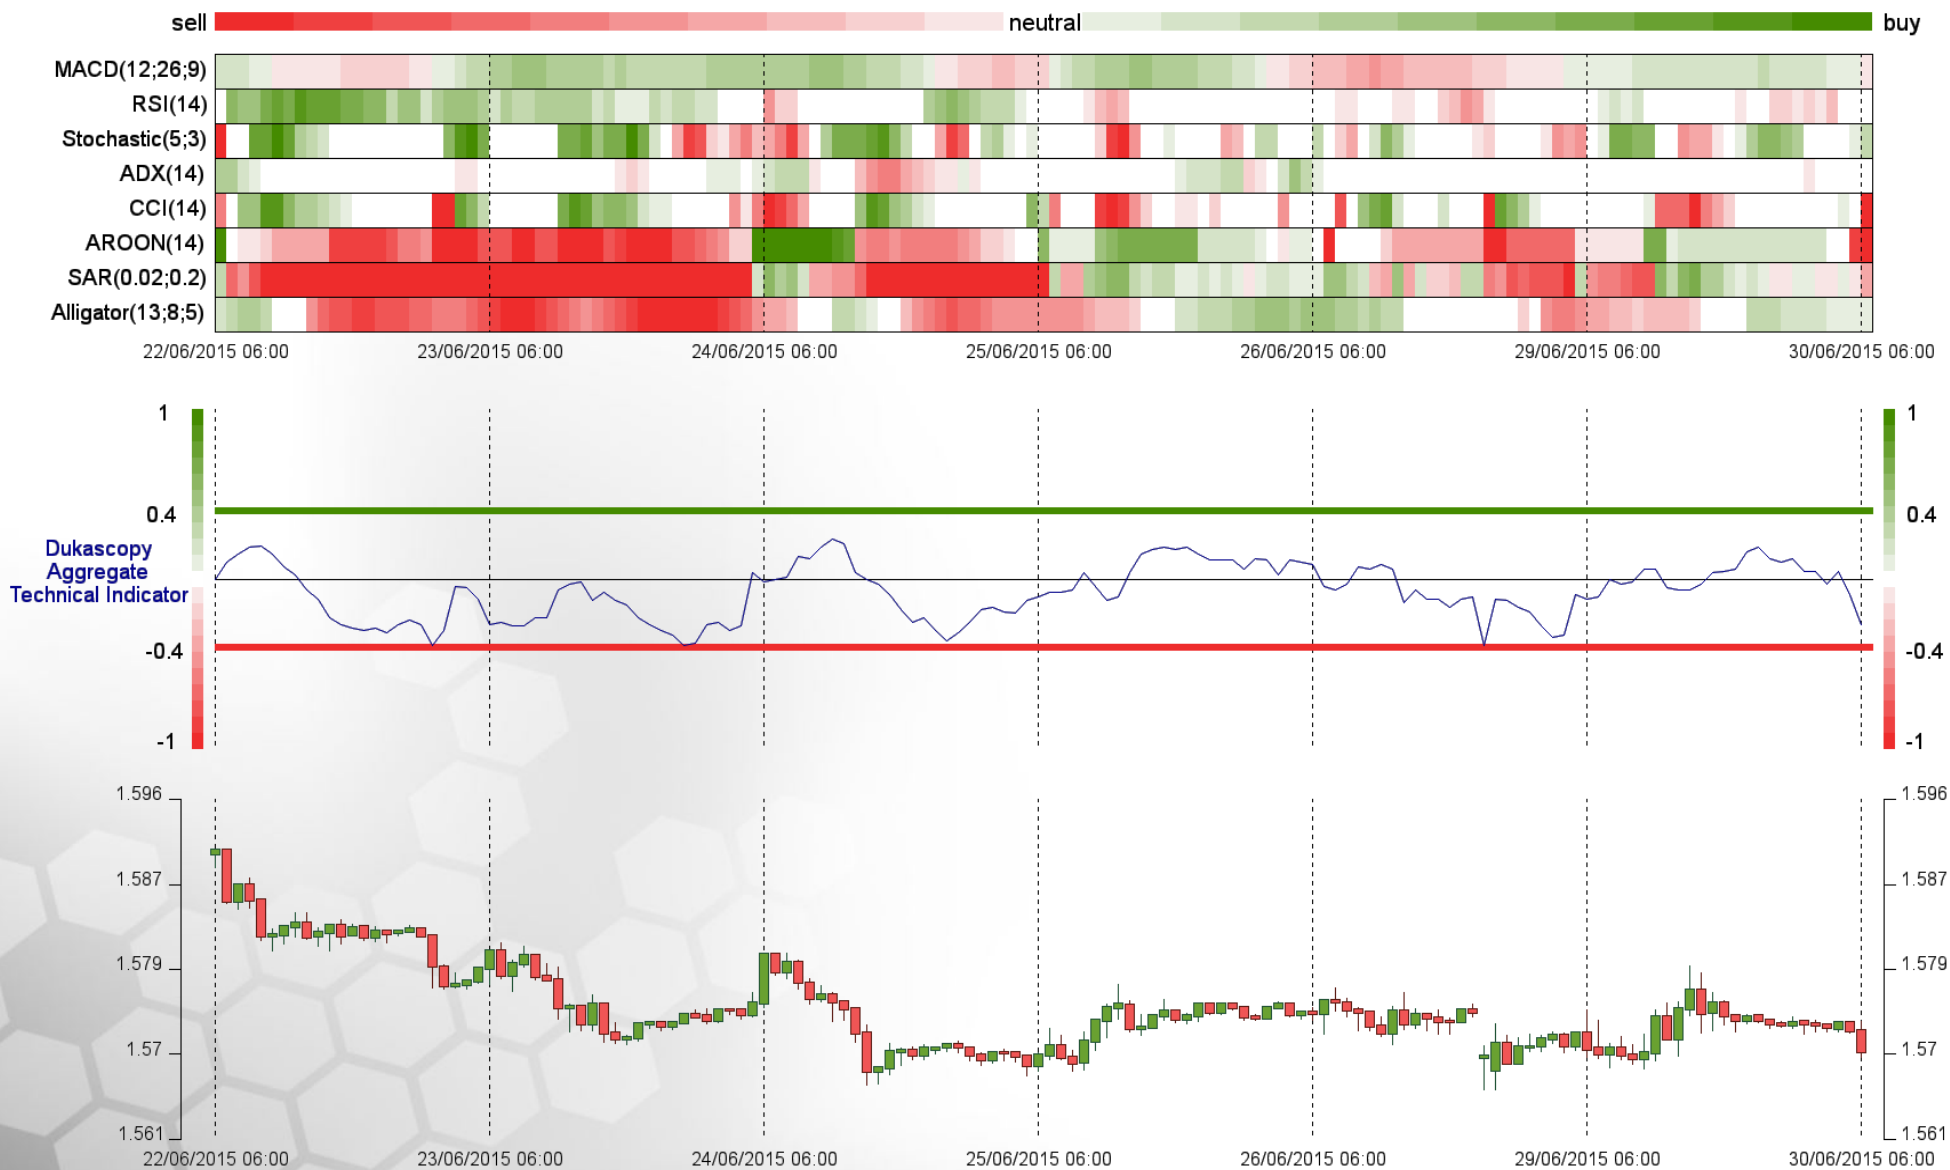 sell neutral buy
MACD(12;26;9)
RSI(14)
Stochastic(5;3)
ADX(14)
CCI(14)
AROON(14)
SAR(0.02;0.2)
Alligator(13;8;5)
22/06/2015 06:00 23/06/2015 06:00 24/06/2015 06:00 25/06/2015 06:00 26/06/2015 06:00 29/06/2015 06:00 30/06/2015 06:00
1 1
0.4 0.4
Dukascopy
Aggregate
Technical Indicator
-0.4 -0.4
-1 -1
1.596 1.596
1.587 1.587
1.579 1.579
1.57 1.57
1.561 1.561
22/06/2015 06:00 23/06/2015 06:00 24/06/2015 06:00 25/06/2015 06:00 26/06/2015 06:00 29/06/2015 06:00 30/06/2015 06:00